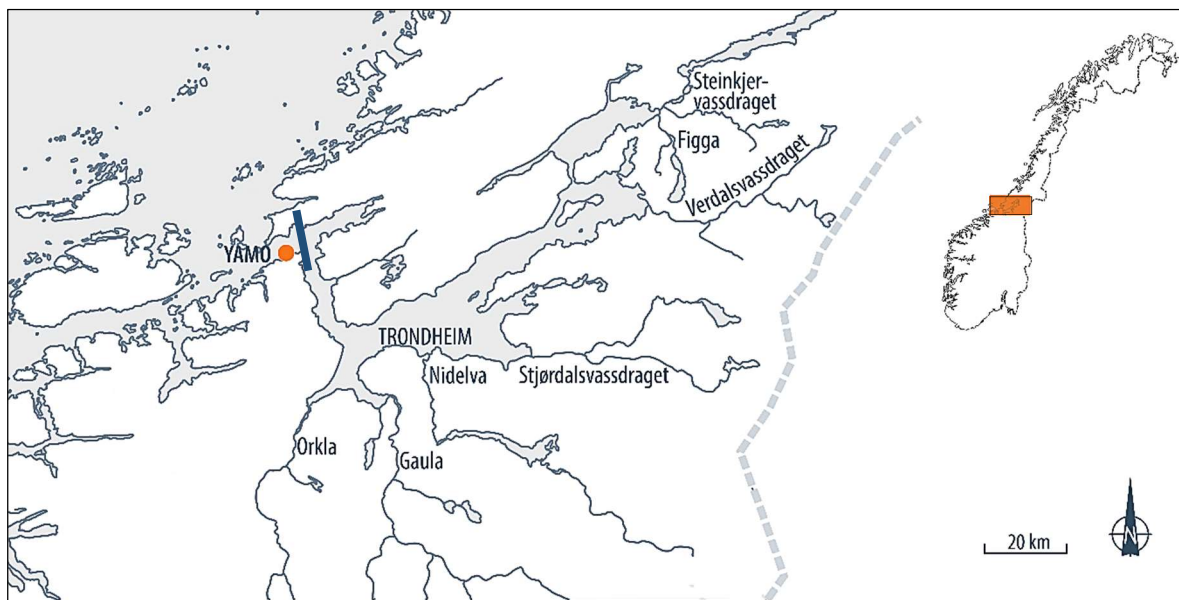 Steinkjer-
vassdraget
Figga
Verdalsvassdraget
YAMO
TRONDHEIM
Nidelva
Stjørdalsvassdraget
Orkla
Gaula
20 km
N